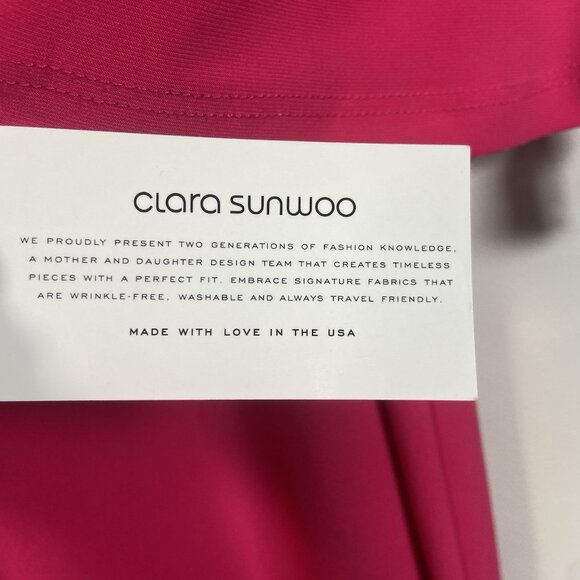 clara sunwoo
WE PROUDLY PRESENT TWO GENERATIONS OF FASHION KNOWLEDGE,
A MOTHER AND DAUGHTER DESIGN TEAM THAT CREATES TIMELESS
PIECES WITH A PERFECT FIT. EMBRACE SIGNATURE FABRICS THAT
ARE WRINKLE-FREE, WASHABLE AND ALWAYS TRAVEL FRIENDLY.
MADE WITH LOVE IN THE USA